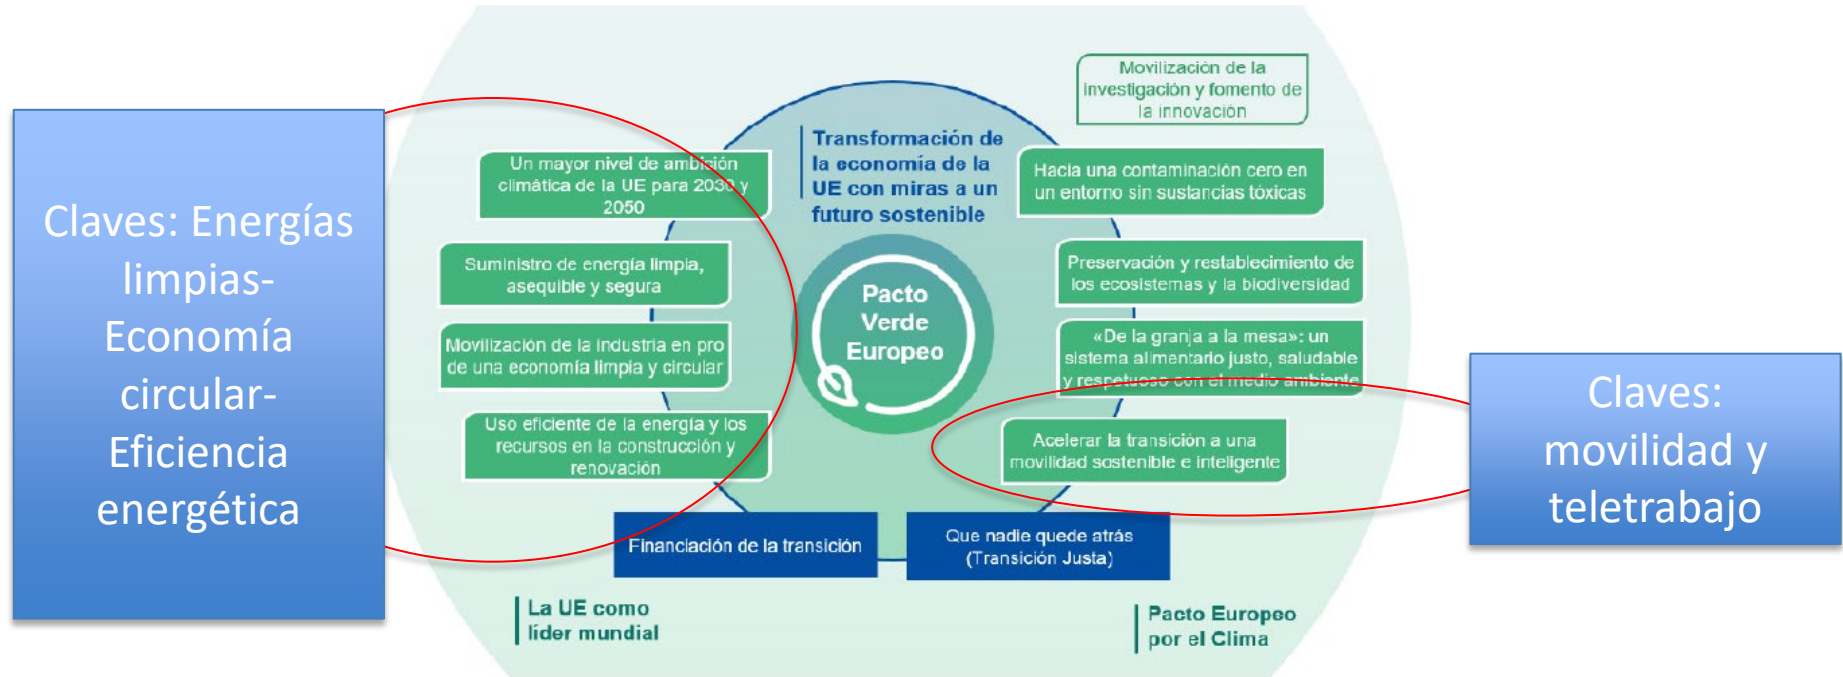 Claves: Energías
limpias-
Economía
circular-
Eficiencia
energética
Un mayor nivel de ambición
climática de la UE para 2030 y
2050
Suministro de energía limpia,
asequible y segura
Movilización de la industria en pro
de una economía limpia y circular
Uso eficiente de la energía y los
recursos en la construcción y
renovación
Transformación de
la economía de la
UE con miras a un
futuro sostenible
Pacto
Verde
Europeo
Movilización de la
investigación y fomento de
la innovación
Hacia una contaminación cero en
un entorno sin sustancias tóxicas
Preservación y restablecimiento de
los ecosistemas y la biodiversidad
«De la granja a la mesa»: un
sistema alimentario justo, saludable
y respetuoso con el medio ambiente
Acelerar la transición a una
movilidad sostenible e inteligente
Claves:
movilidad y
teletrabajo
Financiación de la transición
Que nadie quede atrás
(Transición Justa)
La UE como
líder mundial
Pacto Europeo
por el Clima